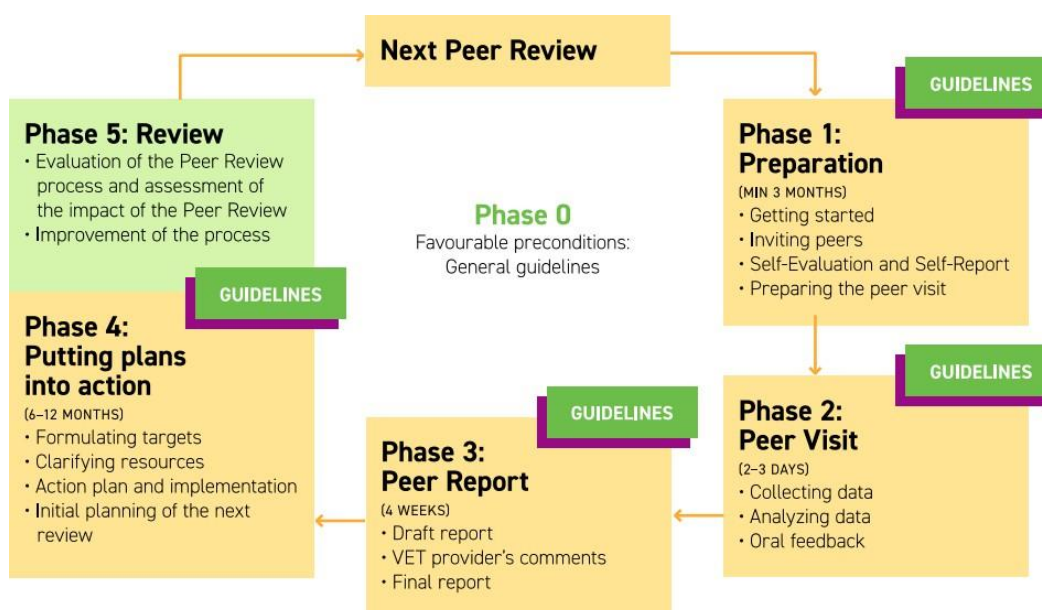 Next Peer Review
GUIDELINES
Phase 1:
Preparation
(MIN 3 MONTHS)
• Getting started
• Inviting peers
• Self-Evaluation and Self-Report
• Preparing the peer visit
GUIDELINES
Phase 2:
Peer Visit
(2–3 DAYS)
• Collecting data
• Analyzing data
• Oral feedback
GUIDELINES
Phase 3:
Peer Report
(4 WEEKS)
• Draft report
• VET provider's comments
• Final report
GUIDELINES
Phase 4:
Putting plans
into action
(6–12 MONTHS)
• Formulating targets
• Clarifying resources
• Action plan and implementation
• Initial planning of the next
review
Phase 5: Review
• Evaluation of the Peer Review
process and assessment of
the impact of the Peer Review
• Improvement of the process
Phase 0
Favourable preconditions:
General guidelines